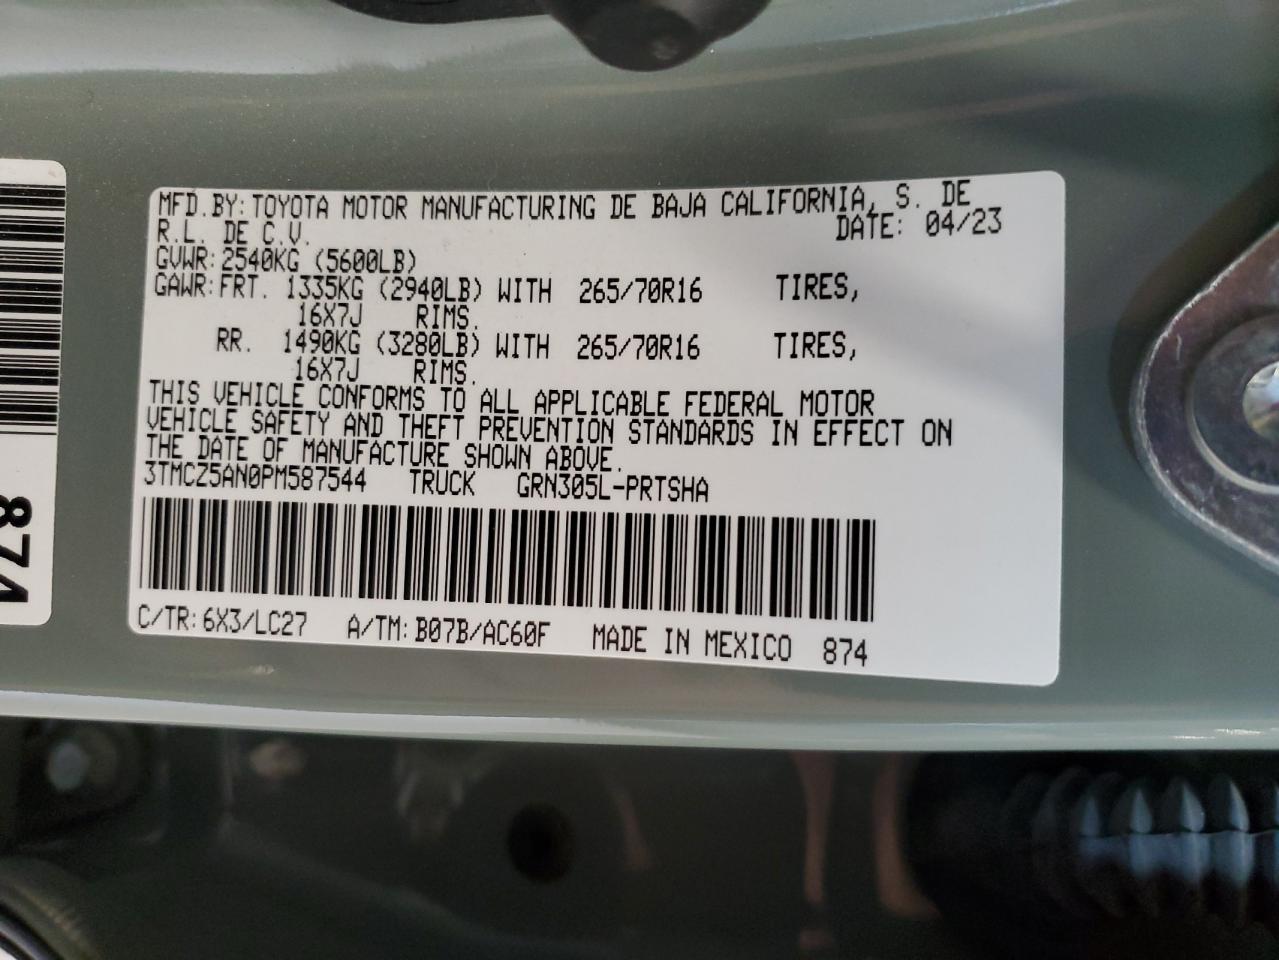 MFD.BY:TOYOTA MOTOR MANUFACTURING DE BAJA CALIFORNIA, S. DE
R.L. DE C.V. DATE: 04/23
GVWR:2540KG (5600LB)
GAWR:FRT. 1335KG (2940LB) WITH 265/70R16 TIRES,
16X7J RIMS.
RR. 1490KG (3280LB) WITH 265/70R16 TIRES,
16X7J RIMS.
THIS VEHICLE CONFORMS TO ALL APPLICABLE FEDERAL MOTOR
VEHICLE SAFETY AND THEFT PREVENTION STANDARDS IN EFFECT ON
THE DATE OF MANUFACTURE SHOWN ABOVE.
3TMCZ5AN0PM587544 TRUCK GRN305L-PRTSHA
C/TR:6X3/LC27 A/TM:B07B/AC60F MADE IN MEXICO 874
874